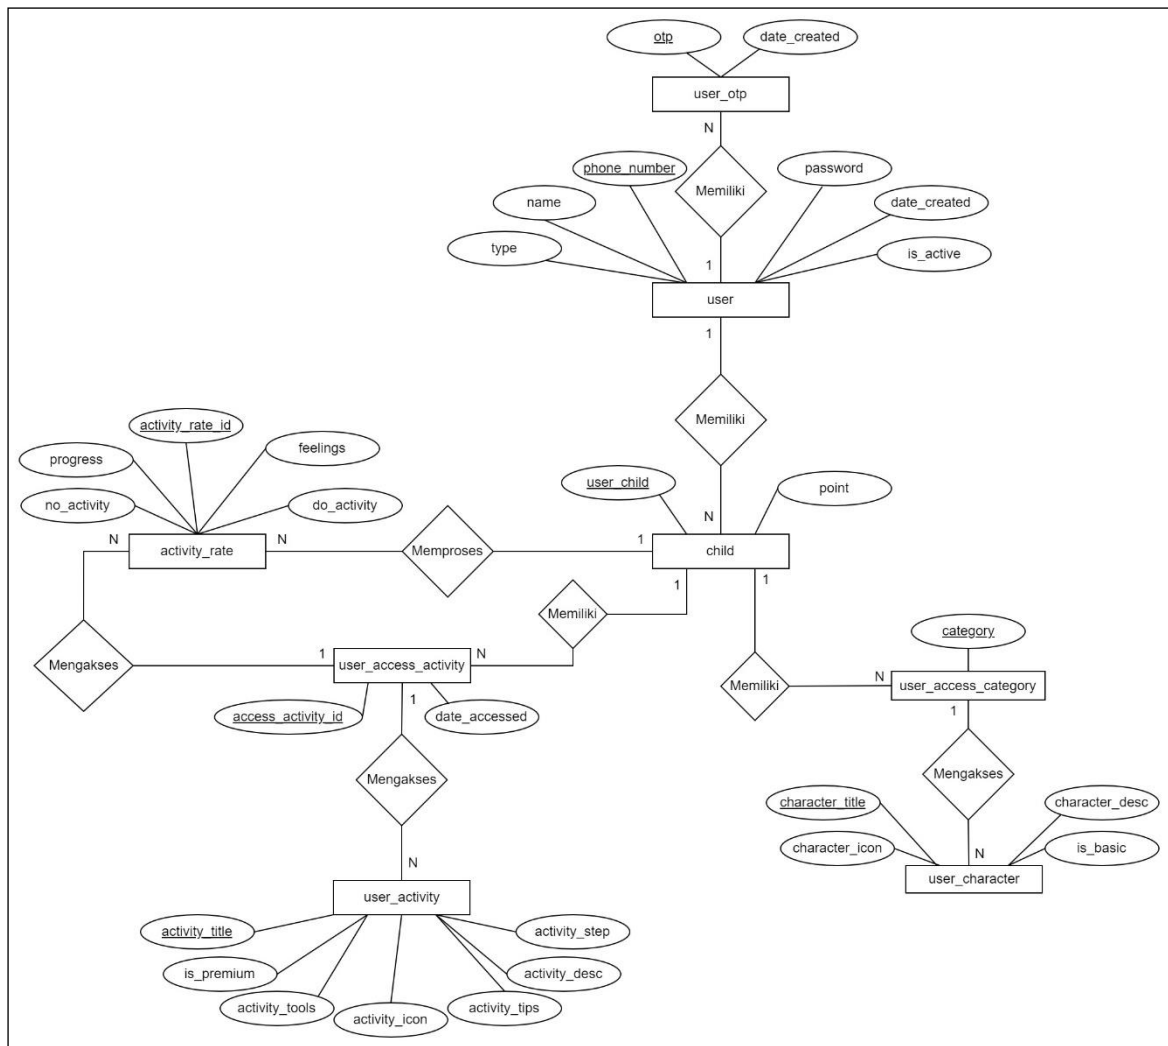 otp
date_created
user_otp
N
Memiliki
phone_number
password
name
date_created
type
is_active
1
user
1
Memiliki
activity_rate_id
feelings
progress
no_activity
do_activity
user_child
point
N
N
activity_rate
N
Memproses
1
child
1
1
Memiliki
category
Mengakses
1
user_access_activity
N
access_activity_id
1
date_accessed
Memiliki
N
user_access_category
1
Mengakses
Mengakses
character_title
character_desc
character_icon
is_basic
N
user_character
N
user_activity
activity_title
activity_step
is_premium
activity_desc
activity_tools
activity_icon
activity_tips